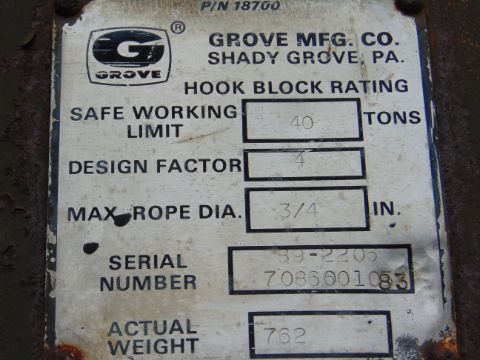 P/N 18700
G ®
GROVE
GROVE MFG. CO.
SHADY GROVE, PA.
HOOK BLOCK RATING
SAFE WORKING LIMIT 40 TONS
DESIGN FACTOR 4
MAX. ROPE DIA. 3/4 IN.
SERIAL NUMBER
83
ACTUAL WEIGHT 762